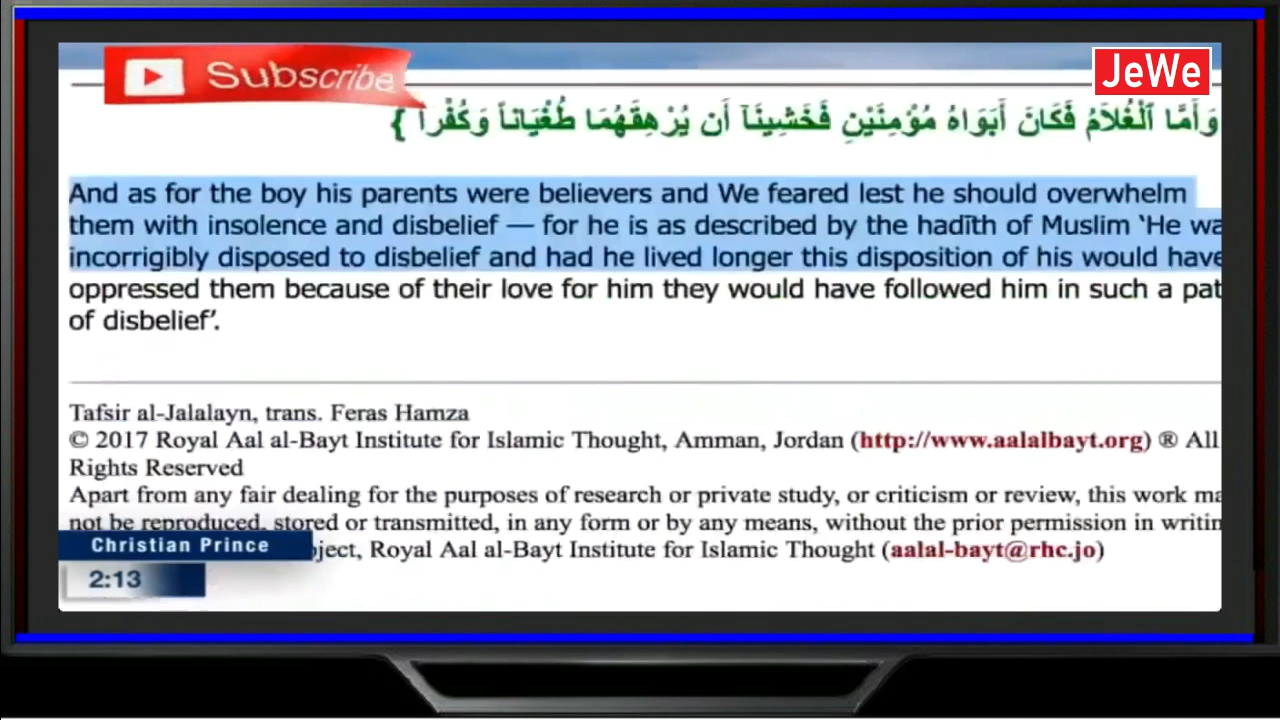 Subscribe
JeWe
وَأَمَّا ٱلْغُلاَمُ فَكَانَ أَبَوَاهُ مُؤْمِنَيْنِ فَخَشِينَآ أَن يُرْهِقَهُمَا طُغْيَاناً وَكُفْراً }
And as for the boy his parents were believers and We feared lest he should overwhelm
them with insolence and disbelief — for he is as described by the hadīth of Muslim ‘He wa
incorrigibly disposed to disbelief and had he lived longer this disposition of his would have
oppressed them because of their love for him they would have followed him in such a pat
of disbelief’.
Tafsir al-Jalalayn, trans. Feras Hamza
© 2017 Royal Aal al-Bayt Institute for Islamic Thought, Amman, Jordan (http://www.aalalbayt.org) ® All
Rights Reserved
Apart from any fair dealing for the purposes of research or private study, or criticism or review, this work ma
not be reproduced, stored or transmitted, in any form or by any means, without the prior permission in writin
Christian Prince
bject, Royal Aal al-Bayt Institute for Islamic Thought (aalal-bayt@rhc.jo)
2:13